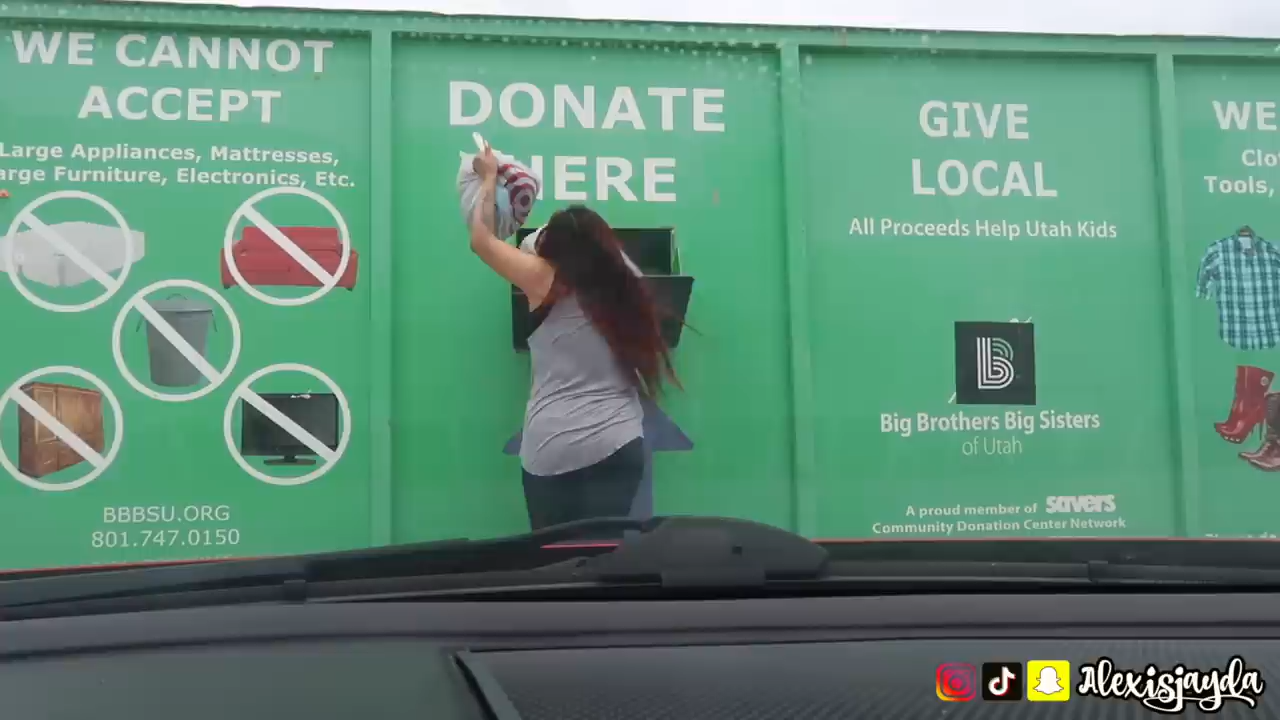 WE CANNOT
ACCEPT
Large Appliances, Mattresses,
arge Furniture, Electronics, Etc.
BBBSU.ORG
801.747.0150
DONATE
HERE
GIVE
LOCAL
All Proceeds Help Utah Kids
B
Big Brothers Big Sisters
of Utah
A proud member of savers
Community Donation Center Network
WE
Clo
Tools,
Alexisjayda